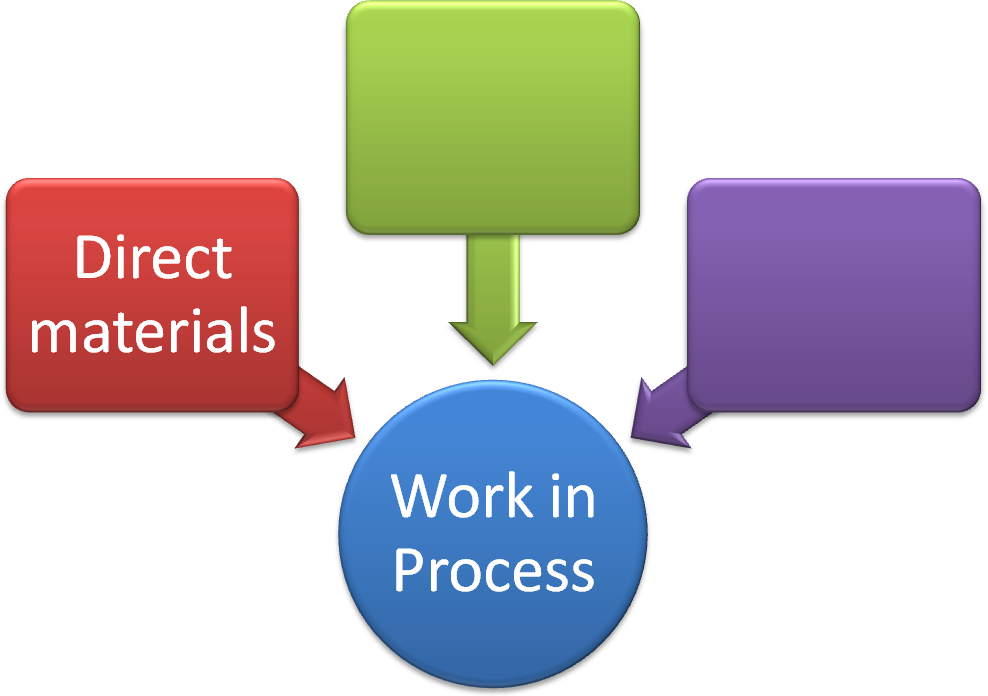 Direct
materials
Work in
Process